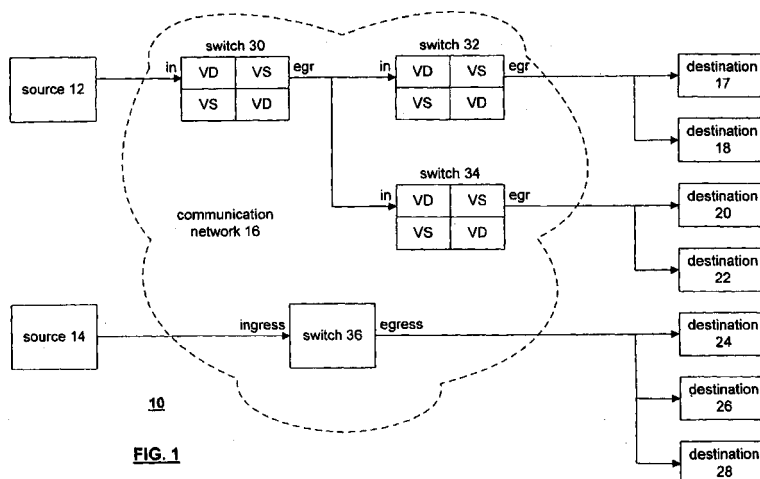 switch 30
switch 32
source 12
in
VD VS
VS VD
egr
in
VD VS
VS VD
egr
destination
17
destination
18
switch 34
in
VD VS
VS VD
egr
destination
20
destination
22
communication
network 16
source 14
ingress
switch 36
egress
destination
24
destination
26
destination
28
10
FIG. 1